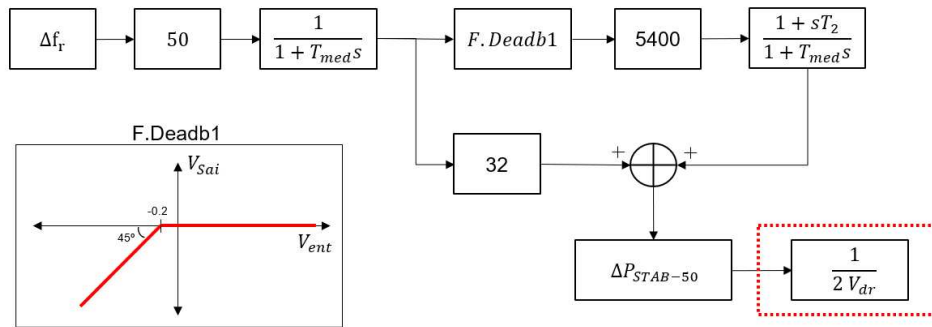 Δf_r
50
1 / (1 + T_med s)
F.Deadb1
5400
(1 + sT_2) / (1 + T_med s)
F.Deadb1
V_Sai
-0.2
45º
V_ent
32
+
+
ΔP_STAB−50
1 / (2 V_dr)